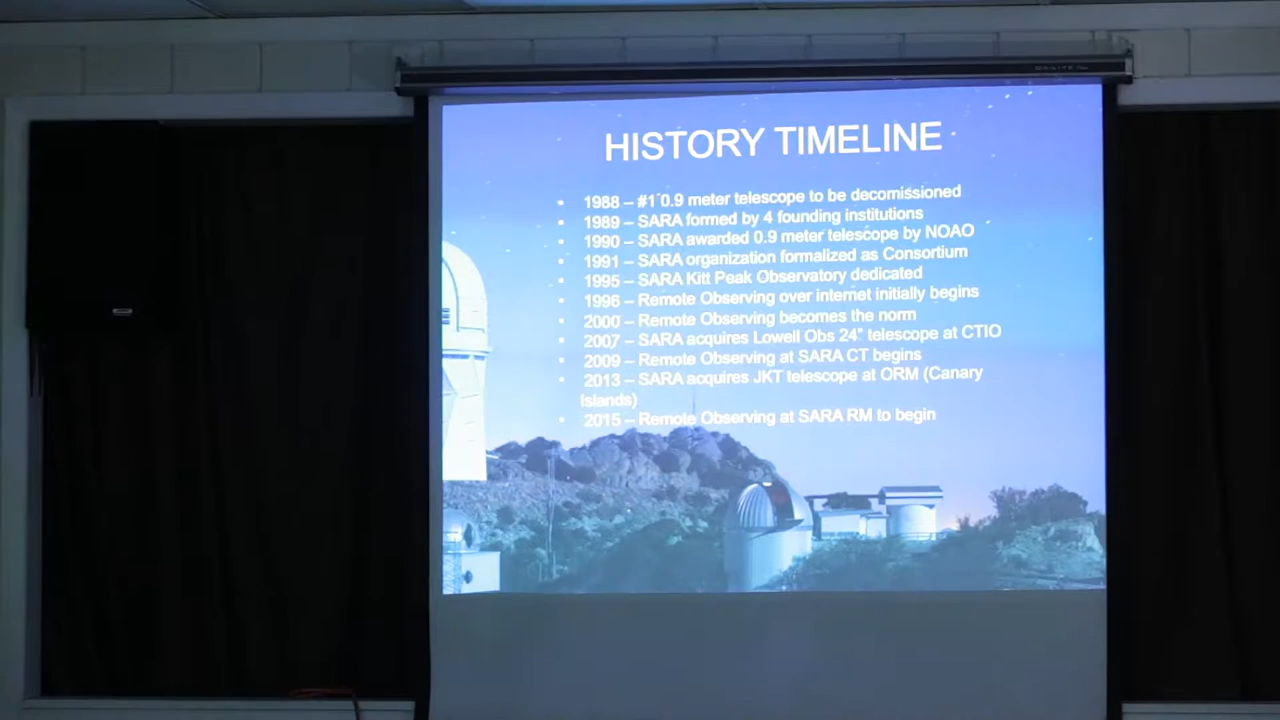 HISTORY TIMELINE
• 1988 – #1 0.9 meter telescope to be decomissioned
• 1989 – SARA formed by 4 founding institutions
• 1990 – SARA awarded 0.9 meter telescope by NOAO
• 1991 – SARA organization formalized as Consortium
• 1995 – SARA Kitt Peak Observatory dedicated
• 1996 – Remote Observing over internet initially begins
• 2000 – Remote Observing becomes the norm
• 2007 – SARA acquires Lowell Obs 24" telescope at CTIO
• 2009 – Remote Observing at SARA CT begins
• 2013 – SARA acquires JKT telescope at ORM (Canary
Islands)
• 2015 – Remote Observing at SARA RM to begin